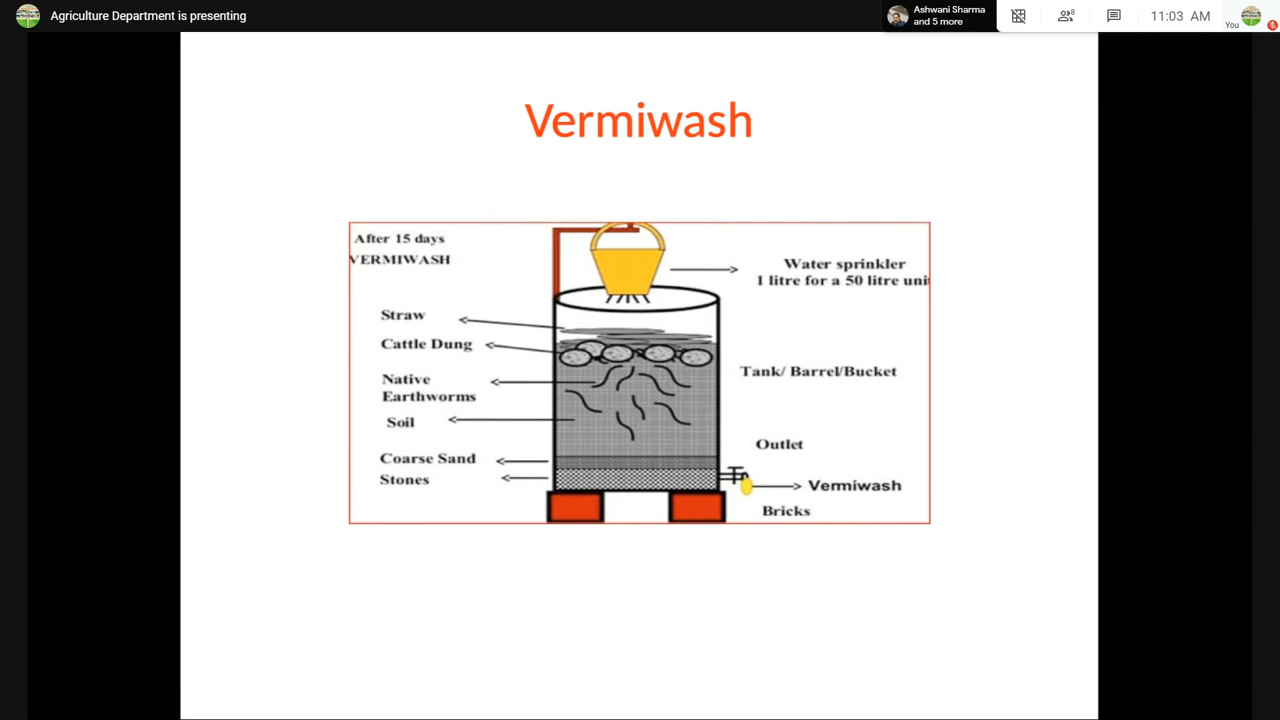 Agriculture Department is presenting
Ashwani Sharma
and 5 more
8
11:03 AM
You
Vermiwash
After 15 days
VERMIWASH
Water sprinkler
1 litre for a 50 litre uni
Straw
Cattle Dung
Native
Earthworms
Tank/ Barrel/Bucket
Soil
Outlet
Coarse Sand
Stones
Vermiwash
Bricks